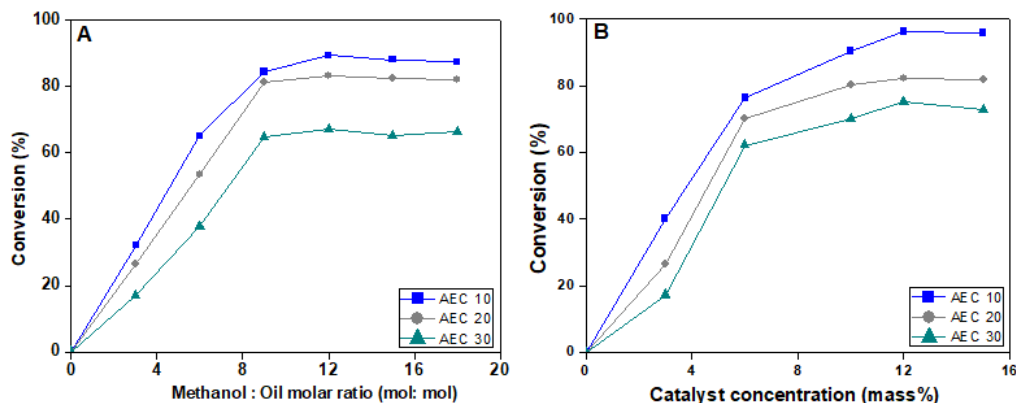 A
Conversion (%)
100
80
60
40
20
0
0 4 8 12 16 20
Methanol : Oil molar ratio (mol: mol)
AEC 10
AEC 20
AEC 30
B
Conversion (%)
100
80
60
40
20
0
0 4 8 12 16
Catalyst concentration (mass%)
AEC 10
AEC 20
AEC 30